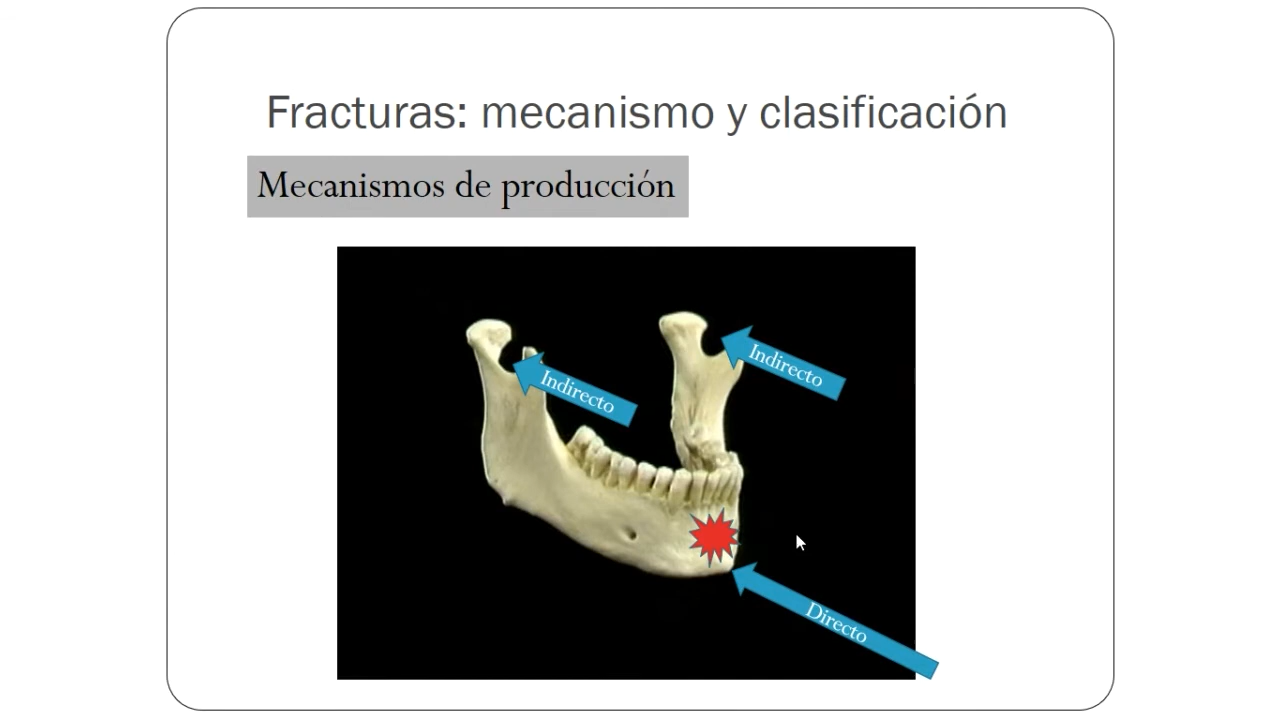 Fracturas: mecanismo y clasificación
Mecanismos de producción
Indirecto
Indirecto
Directo